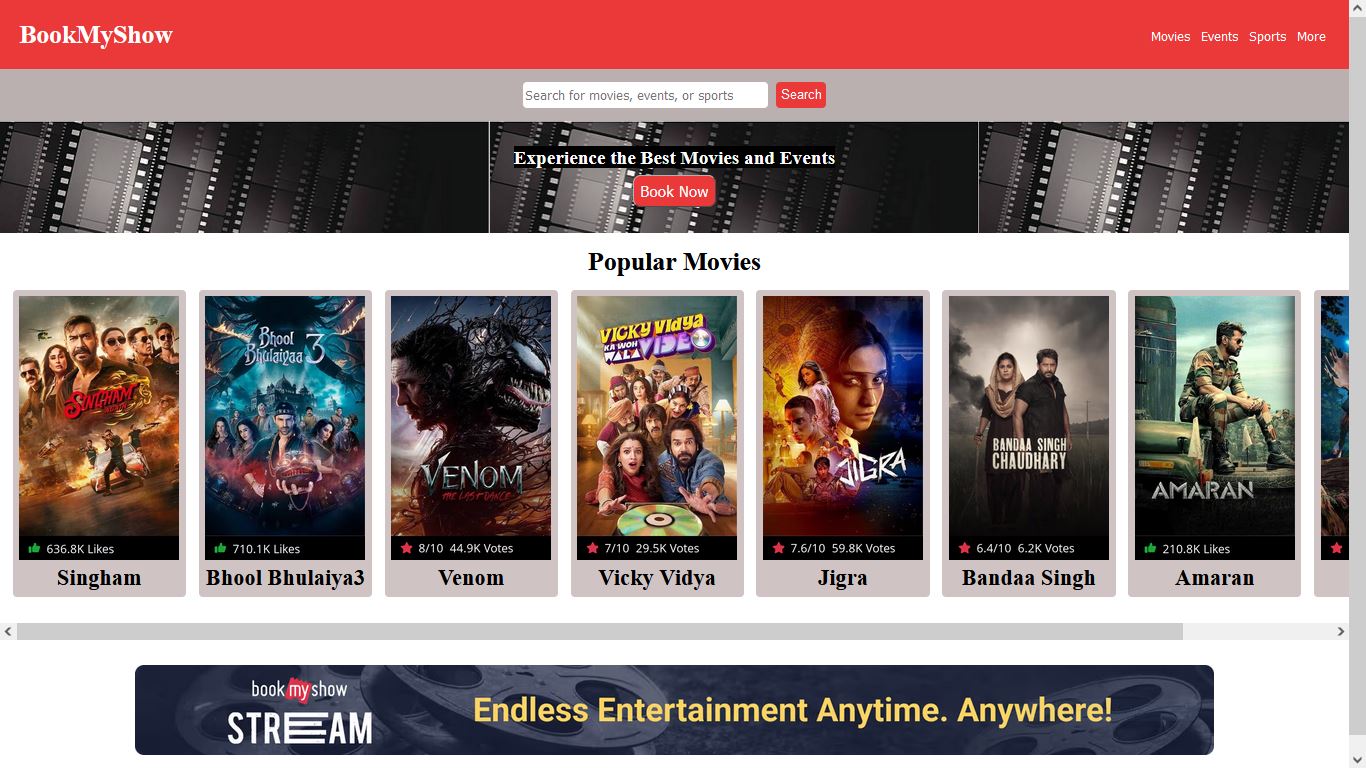 BookMyShow
Movies Events Sports More
Search for movies, events, or sports
Search
Experience the Best Movies and Events
Book Now
Popular Movies
SINGHAM
636.8K Likes
Singham
Bhool
Bhulaiyaa 3
710.1K Likes
Bhool Bhulaiya3
VENOM
THE LAST DANCE
8/10 44.9K Votes
Venom
VICKY VIDYA
KA WOH
WALA VIDEO
7/10 29.5K Votes
Vicky Vidya
JIGRA
7.6/10 59.8K Votes
Jigra
BANDAA SINGH
CHAUDHARY
6.4/10 6.2K Votes
Bandaa Singh
AMARAN
210.8K Likes
Amaran
book my show
STREAM
Endless Entertainment Anytime. Anywhere!